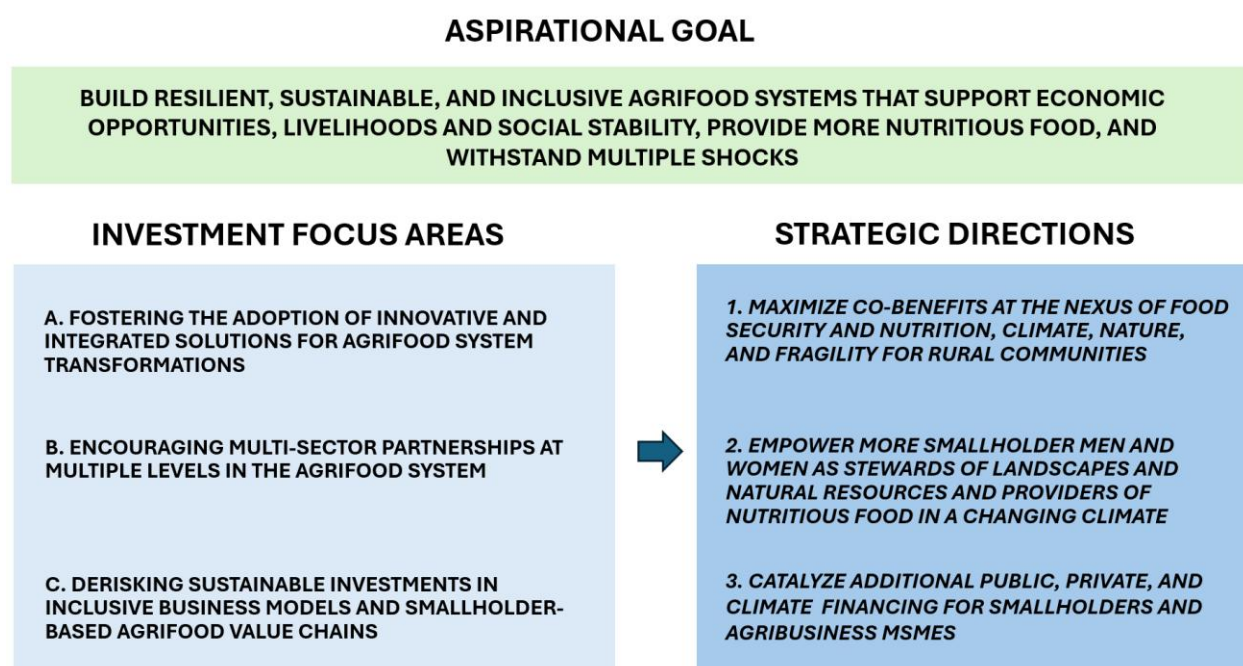 ASPIRATIONAL GOAL
BUILD RESILIENT, SUSTAINABLE, AND INCLUSIVE AGRIFOOD SYSTEMS THAT SUPPORT ECONOMIC
OPPORTUNITIES, LIVELIHOODS AND SOCIAL STABILITY, PROVIDE MORE NUTRITIOUS FOOD, AND
WITHSTAND MULTIPLE SHOCKS
INVESTMENT FOCUS AREAS
A. FOSTERING THE ADOPTION OF INNOVATIVE AND
INTEGRATED SOLUTIONS FOR AGRIFOOD SYSTEM
TRANSFORMATIONS
B. ENCOURAGING MULTI-SECTOR PARTNERSHIPS AT
MULTIPLE LEVELS IN THE AGRIFOOD SYSTEM
C. DERISKING SUSTAINABLE INVESTMENTS IN
INCLUSIVE BUSINESS MODELS AND SMALLHOLDER-
BASED AGRIFOOD VALUE CHAINS
STRATEGIC DIRECTIONS
1. MAXIMIZE CO-BENEFITS AT THE NEXUS OF FOOD
SECURITY AND NUTRITION, CLIMATE, NATURE,
AND FRAGILITY FOR RURAL COMMUNITIES
2. EMPOWER MORE SMALLHOLDER MEN AND
WOMEN AS STEWARDS OF LANDSCAPES AND
NATURAL RESOURCES AND PROVIDERS OF
NUTRITIOUS FOOD IN A CHANGING CLIMATE
3. CATALYZE ADDITIONAL PUBLIC, PRIVATE, AND
CLIMATE FINANCING FOR SMALLHOLDERS AND
AGRIBUSINESS MSMES